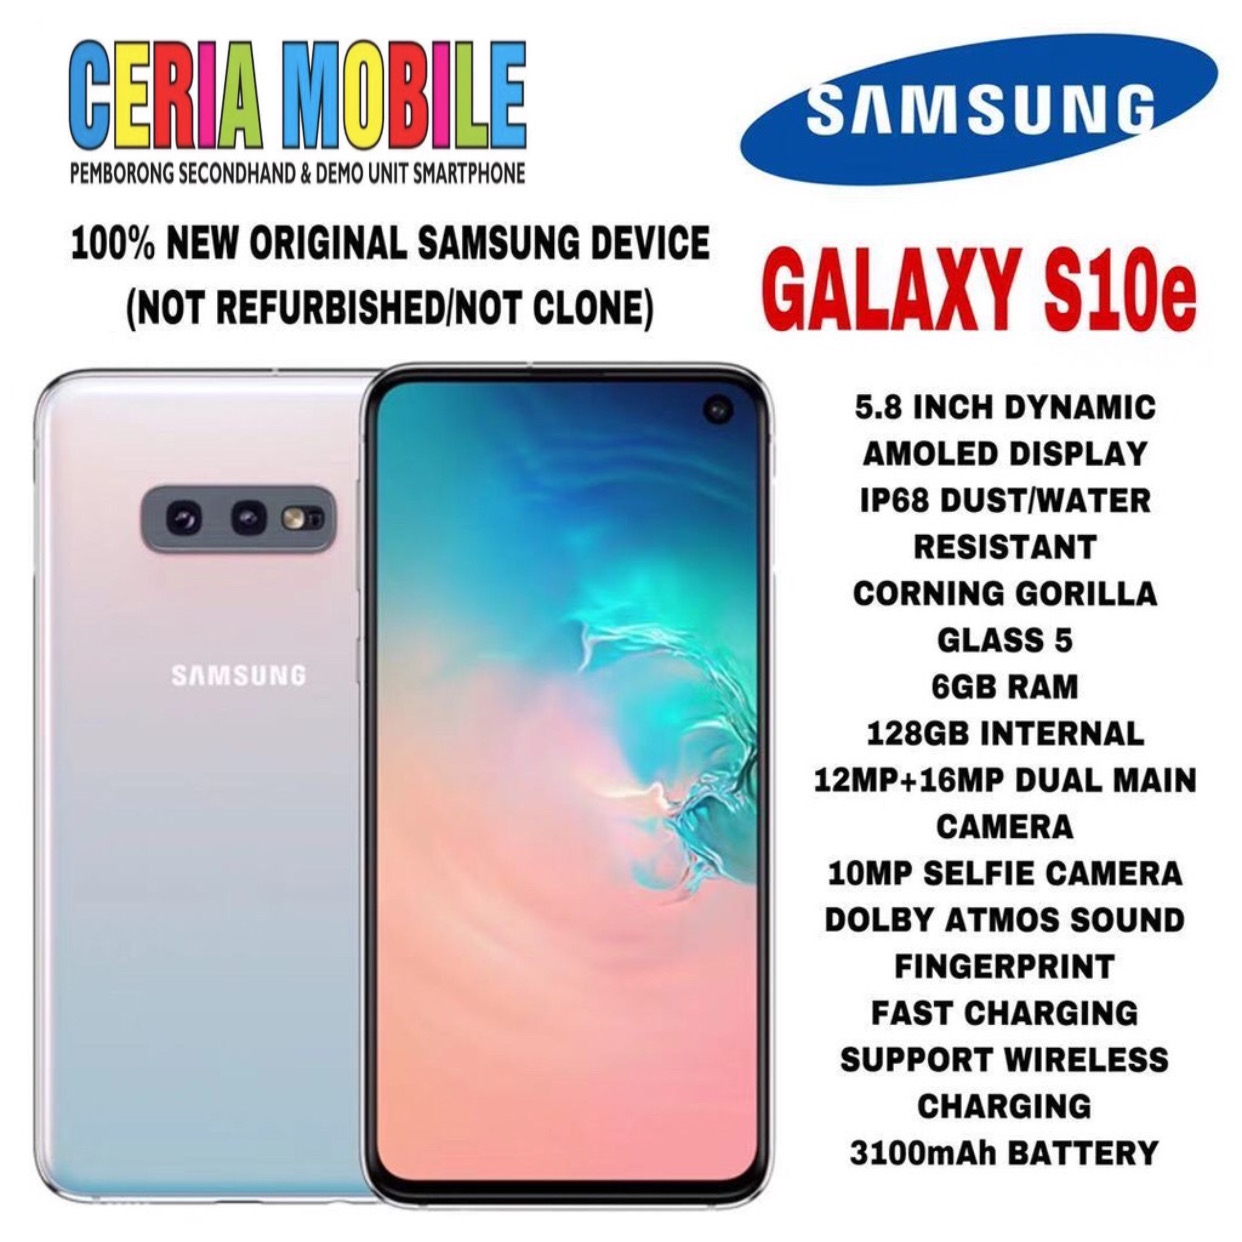 CERIA MOBILE
PEMBORONG SECONDHAND & DEMO UNIT SMARTPHONE
SAMSUNG
100% NEW ORIGINAL SAMSUNG DEVICE
(NOT REFURBISHED/NOT CLONE)
GALAXY S10e
SAMSUNG
5.8 INCH DYNAMIC
AMOLED DISPLAY
IP68 DUST/WATER
RESISTANT
CORNING GORILLA
GLASS 5
6GB RAM
128GB INTERNAL
12MP+16MP DUAL MAIN
CAMERA
10MP SELFIE CAMERA
DOLBY ATMOS SOUND
FINGERPRINT
FAST CHARGING
SUPPORT WIRELESS
CHARGING
3100mAh BATTERY